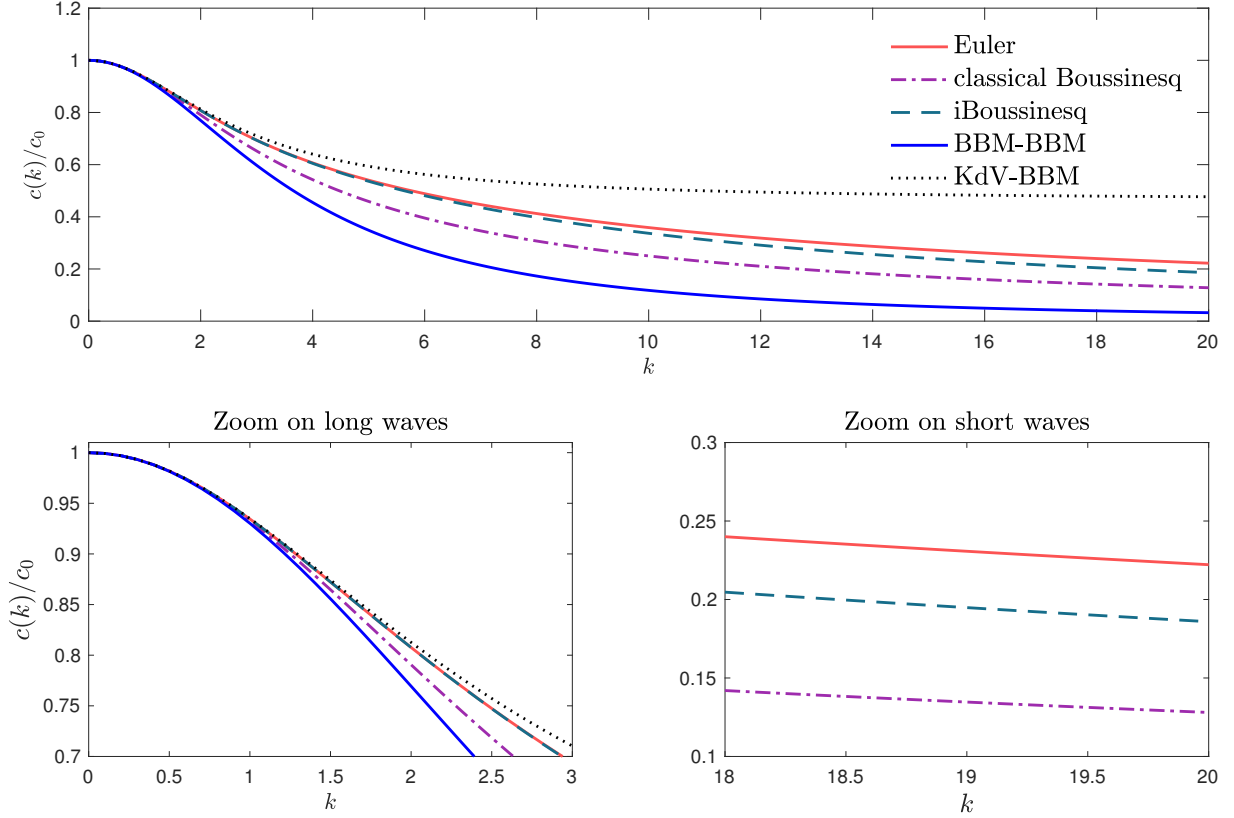 1.2
1
0.8
0.6
0.4
0.2
0
c(k)/c₀
Euler
classical Boussinesq
iBoussinesq
BBM-BBM
KdV-BBM
0 2 4 6 8 10 12 14 16 18 20
k
Zoom on long waves
1
0.95
0.9
0.85
0.8
0.75
0.7
c(k)/c₀
0 0.5 1 1.5 2 2.5 3
k
Zoom on short waves
0.3
0.25
0.2
0.15
0.1
18 18.5 19 19.5 20
k